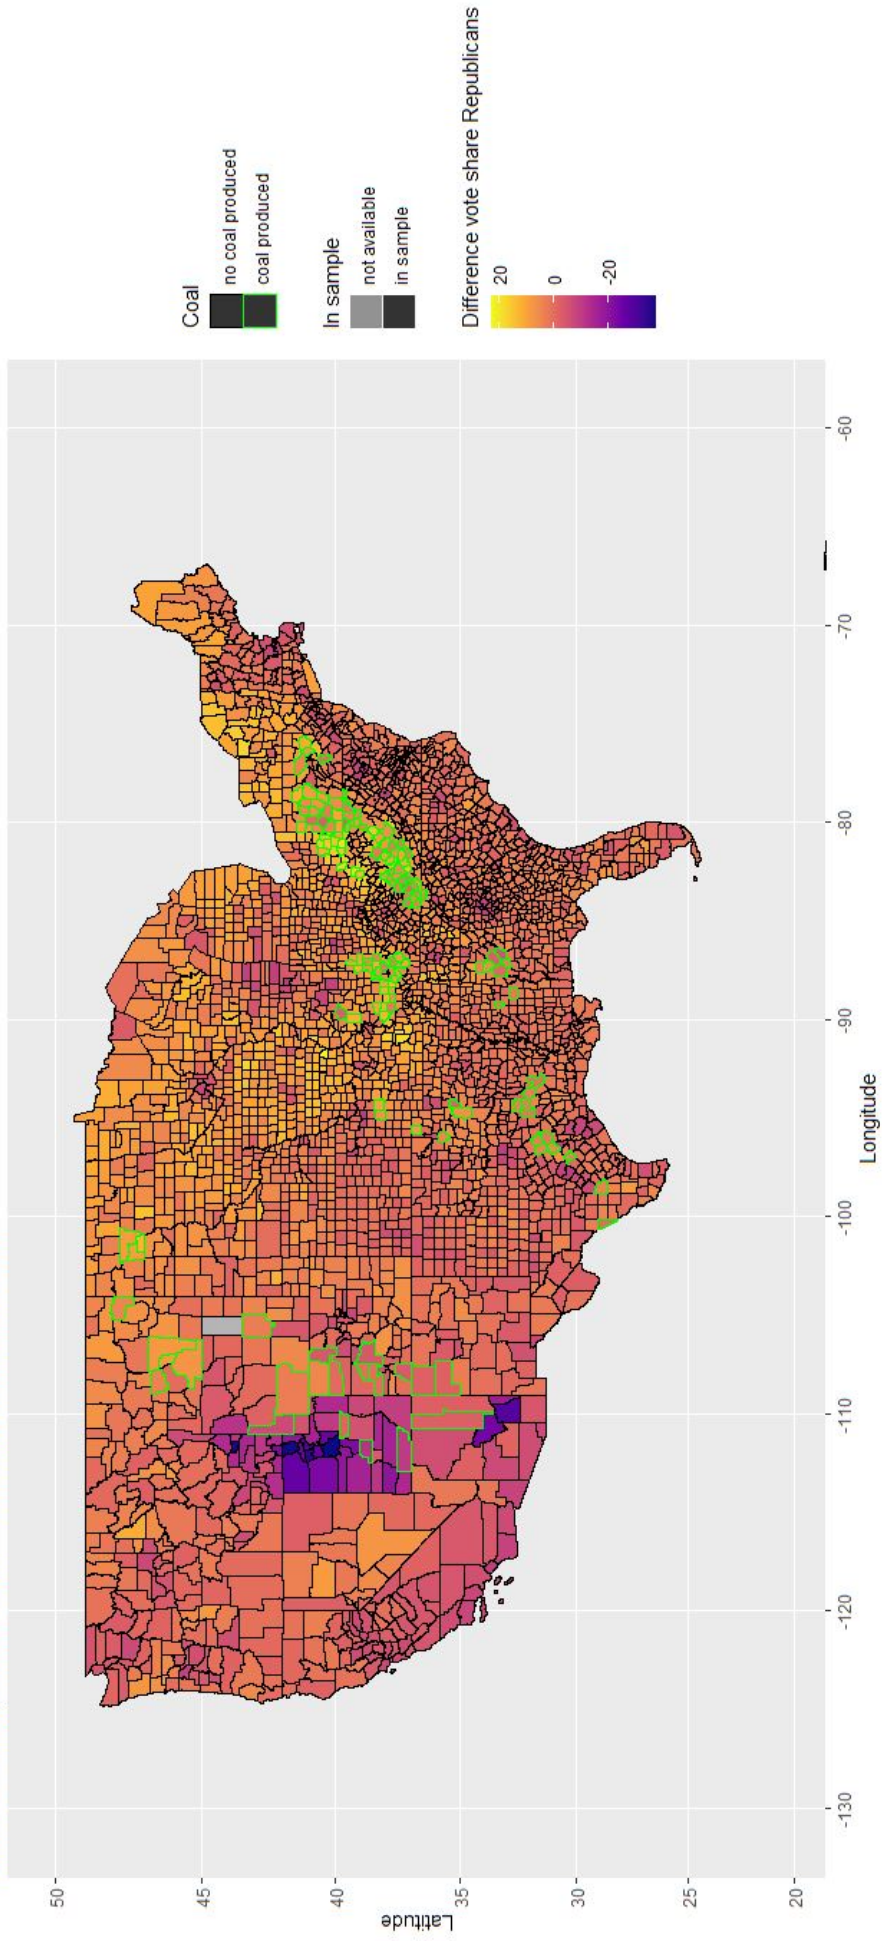 50
45
40
35
30
25
20
Latitude
-130
-120
-110
-100
-90
-80
-70
-60
Longitude
Coal
no coal produced
coal produced
In sample
not available
in sample
Difference vote share Republicans
20
0
-20